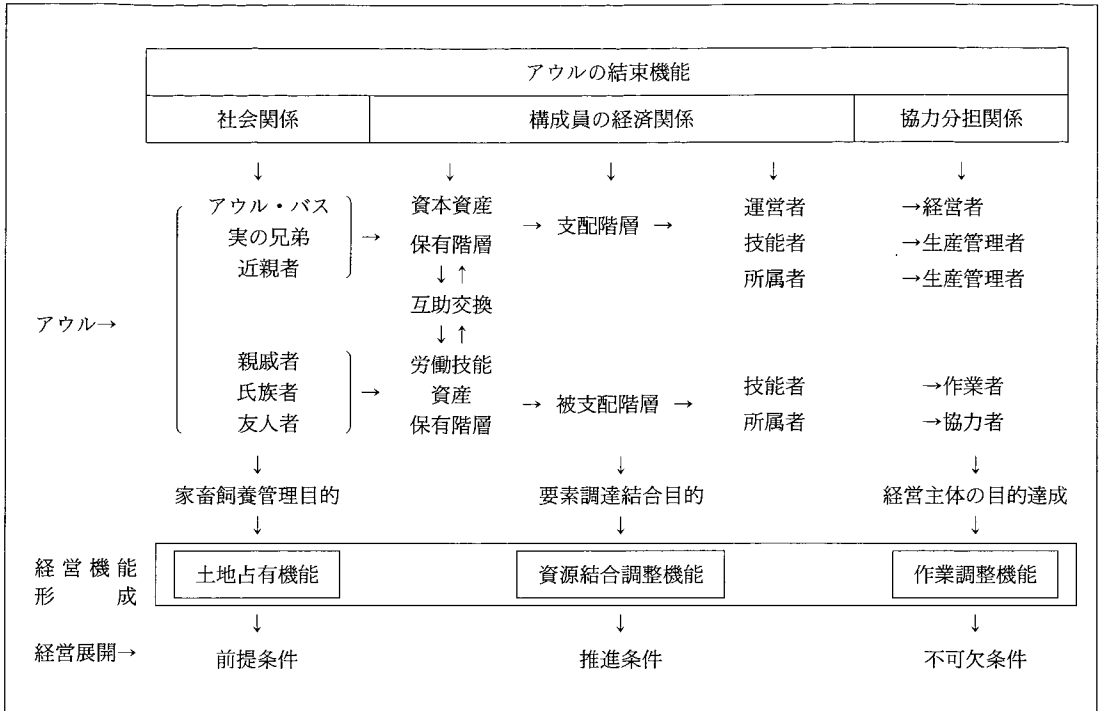 アウルの結束機能
社会関係 構成員の経済関係 協力分担関係
↓ ↓ ↓ ↓ ↓
アウル・バス 資本資産 運営者 →経営者
実の兄弟 → 保有階層 → 支配階層 → 技能者 →生産管理者
近親者 ↓ ↑ 所属者 →生産管理者
互助交換
アウル→ ↓ ↑
親戚者 労働技能
氏族者 → 資産 → 被支配階層 → 技能者 →作業者
友人者 保有階層 所属者 →協力者
↓ ↓ ↓
家畜飼養管理目的 要素調達結合目的 経営主体の目的達成
↓ ↓ ↓
経営機能 土地占有機能 資源結合調整機能 作業調整機能
形成
↓ ↓ ↓
経営展開→ 前提条件 推進条件 不可欠条件